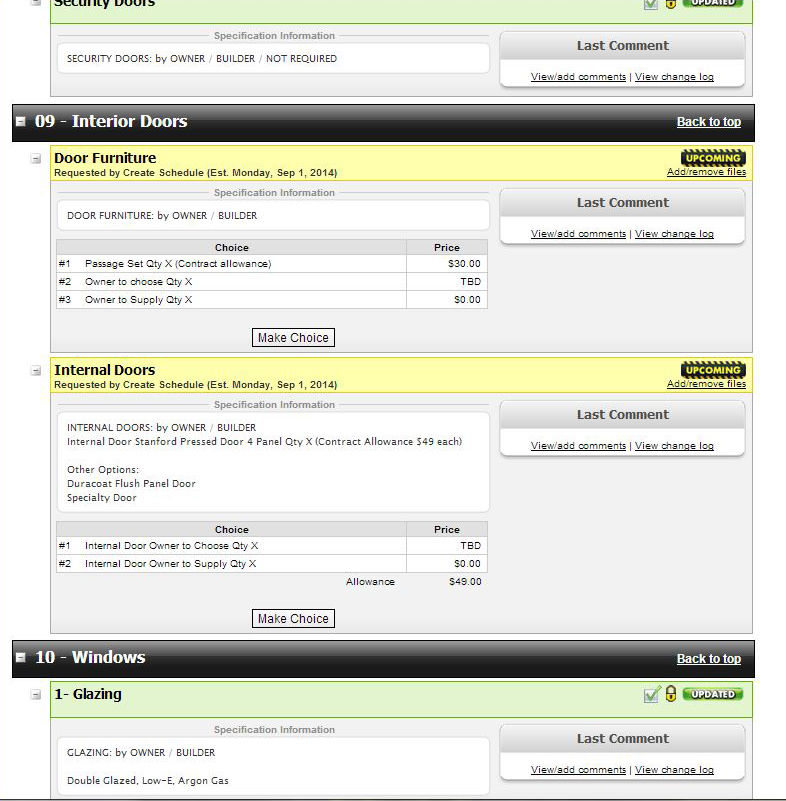 Security Doors
UPDATED
Specification Information
SECURITY DOORS: by OWNER / BUILDER / NOT REQUIRED
Last Comment
View/add comments | View change log
09 - Interior Doors
Back to top
Door Furniture
UPCOMING
Requested by Create Schedule (Est. Monday, Sep 1, 2014)
Add/remove files
Specification Information
DOOR FURNITURE: by OWNER / BUILDER
Last Comment
View/add comments | View change log
Choice Price
#1 Passage Set Qty X (Contract allowance) $30.00
#2 Owner to choose Qty X TBD
#3 Owner to Supply Qty X $0.00
Make Choice
Internal Doors
UPCOMING
Requested by Create Schedule (Est. Monday, Sep 1, 2014)
Add/remove files
Specification Information
INTERNAL DOORS: by OWNER / BUILDER
Internal Door Stanford Pressed Door 4 Panel Qty X (Contract Allowance $49 each)
Other Options:
Duracoat Flush Panel Door
Specialty Door
Last Comment
View/add comments | View change log
Choice Price
#1 Internal Door Owner to Choose Qty X TBD
#2 Internal Door Owner to Supply Qty X $0.00
Allowance $49.00
Make Choice
10 - Windows
Back to top
1- Glazing
UPDATED
Specification Information
GLAZING: by OWNER / BUILDER
Double Glazed, Low-E, Argon Gas
Last Comment
View/add comments | View change log